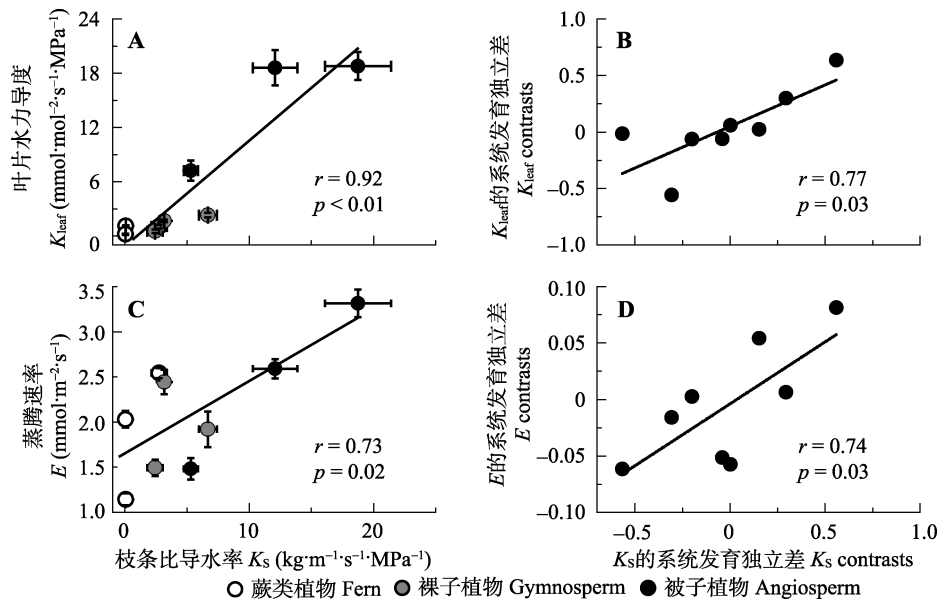 A
叶片水力导度
Kleaf (mmol·mol⁻²·s⁻¹·MPa⁻¹)
24
18
12
6
0
r = 0.92
p < 0.01
B
Kleaf的系统发育独立差
Kleaf contrasts
1.0
0.5
0
–0.5
–1.0
r = 0.77
p = 0.03
C
蒸腾速率
E (mmol·m⁻²·s⁻¹)
3.5
3.0
2.5
2.0
1.5
1.0
r = 0.73
p = 0.02
0
10
20
枝条比导水率 KS (kg·m⁻¹·s⁻¹·MPa⁻¹)
D
E的系统发育独立差
E contrasts
0.10
0.05
0
–0.05
–0.10
r = 0.74
p = 0.03
–0.5
0
0.5
1.0
KS的系统发育独立差 KS contrasts
蕨类植物 Fern
裸子植物 Gymnosperm
被子植物 Angiosperm